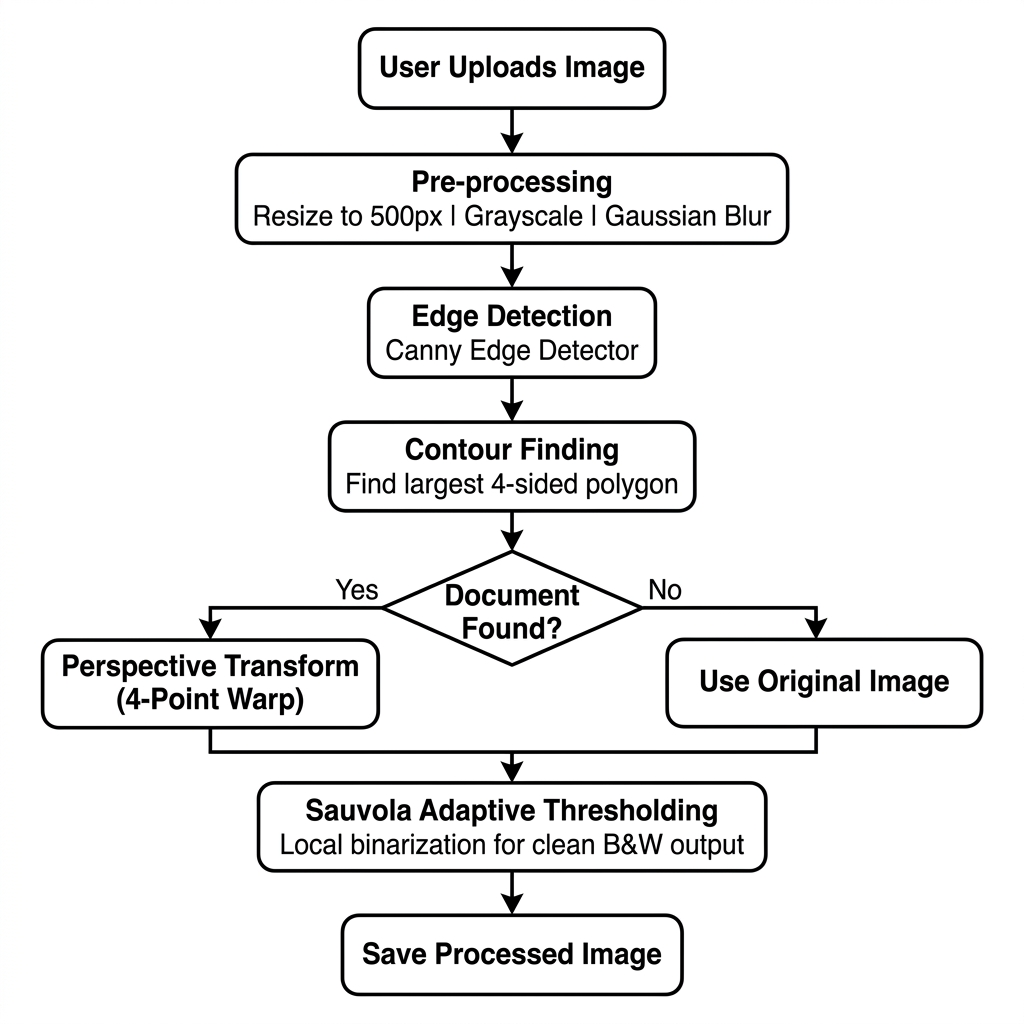 User Uploads Image
Pre-processing
Resize to 500px | Grayscale | Gaussian Blur
Edge Detection
Canny Edge Detector
Contour Finding
Find largest 4-sided polygon
Document
Found?
Yes
No
Perspective Transform
(4-Point Warp)
Use Original Image
Sauvola Adaptive Thresholding
Local binarization for clean B&W output
Save Processed Image